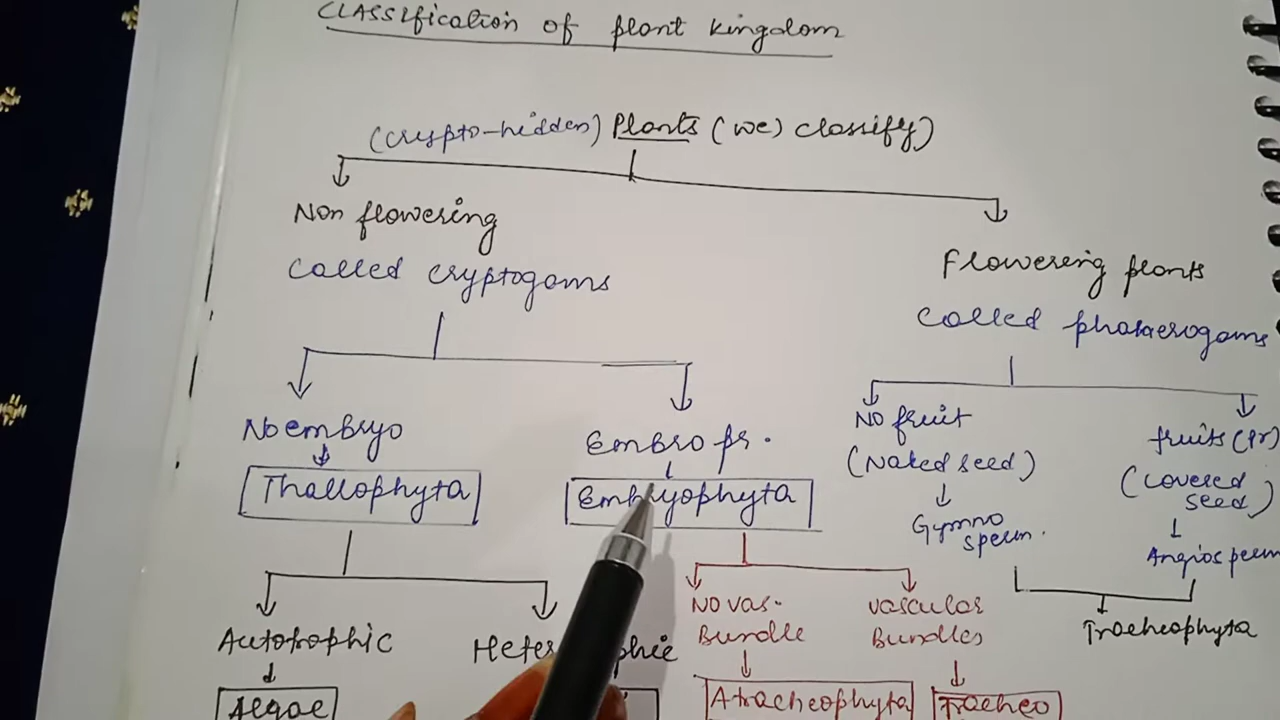 Classification of plant kingdom
(crypto-hidden) Plants (we) classify)
Non flowering
called cryptogams
Flowering plants
called phanerogams
No embryo
Thallophyta
Embro pr.
Embryophyta
No fruit
(Naked seed)
Gymno
sperm.
fruits (pr)
(covered
seed)
Angiosperm
Tracheophyta
Autotrophic
Algae
No vas.
Bundle
Atracheophyta
vascular
Bundles
Tracheo